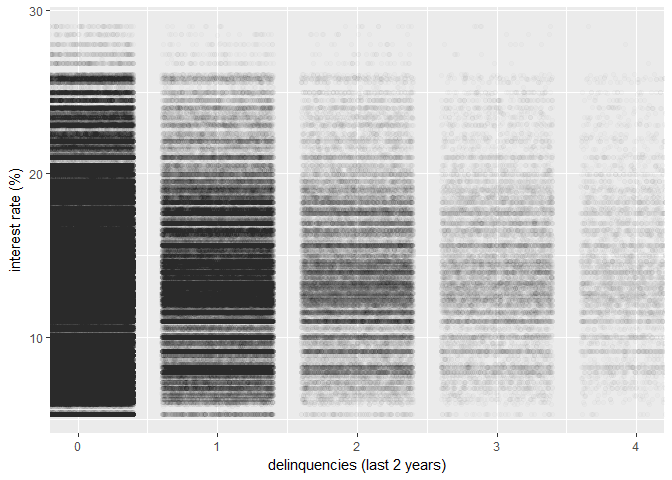 30
20
10
interest rate (%)
0 1 2 3 4
delinquencies (last 2 years)